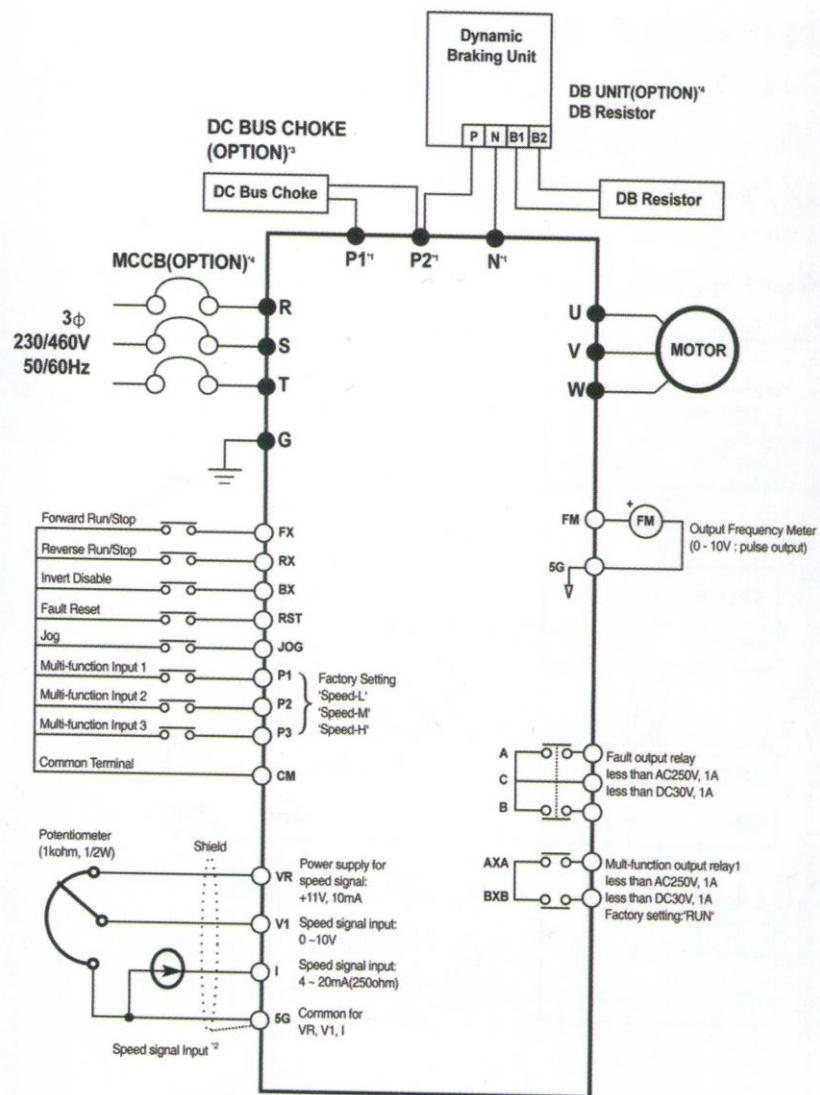 Dynamic
Braking Unit
P N B1 B2
DB UNIT(OPTION)*4
DB Resistor
DC BUS CHOKE
(OPTION)*3
DC Bus Choke
DB Resistor
P1*1
P2*1
N*1
MCCB(OPTION)*4
3ϕ
230/460V
50/60Hz
R
S
T
G
U
V
W
MOTOR
Forward Run/Stop
FX
Reverse Run/Stop
RX
Invert Disable
BX
Fault Reset
RST
Jog
JOG
Multi-function Input 1
P1
Multi-function Input 2
P2
Multi-function Input 3
P3
Factory Setting
'Speed-L'
'Speed-M'
'Speed-H'
Common Terminal
CM
FM
+
FM
Output Frequency Meter
(0 - 10V : pulse output)
5G
A
C
B
Fault output relay
less than AC250V, 1A
less than DC30V, 1A
AXA
BXB
Mult-function output relay1
less than AC250V, 1A
less than DC30V, 1A
Factory setting:'RUN'
Potentiometer
(1kohm, 1/2W)
Shield
VR
Power supply for
speed signal:
+11V, 10mA
V1
Speed signal input:
0 ~10V
I
Speed signal input:
4 ~ 20mA(250ohm)
5G
Common for
VR, V1, I
Speed signal Input *2